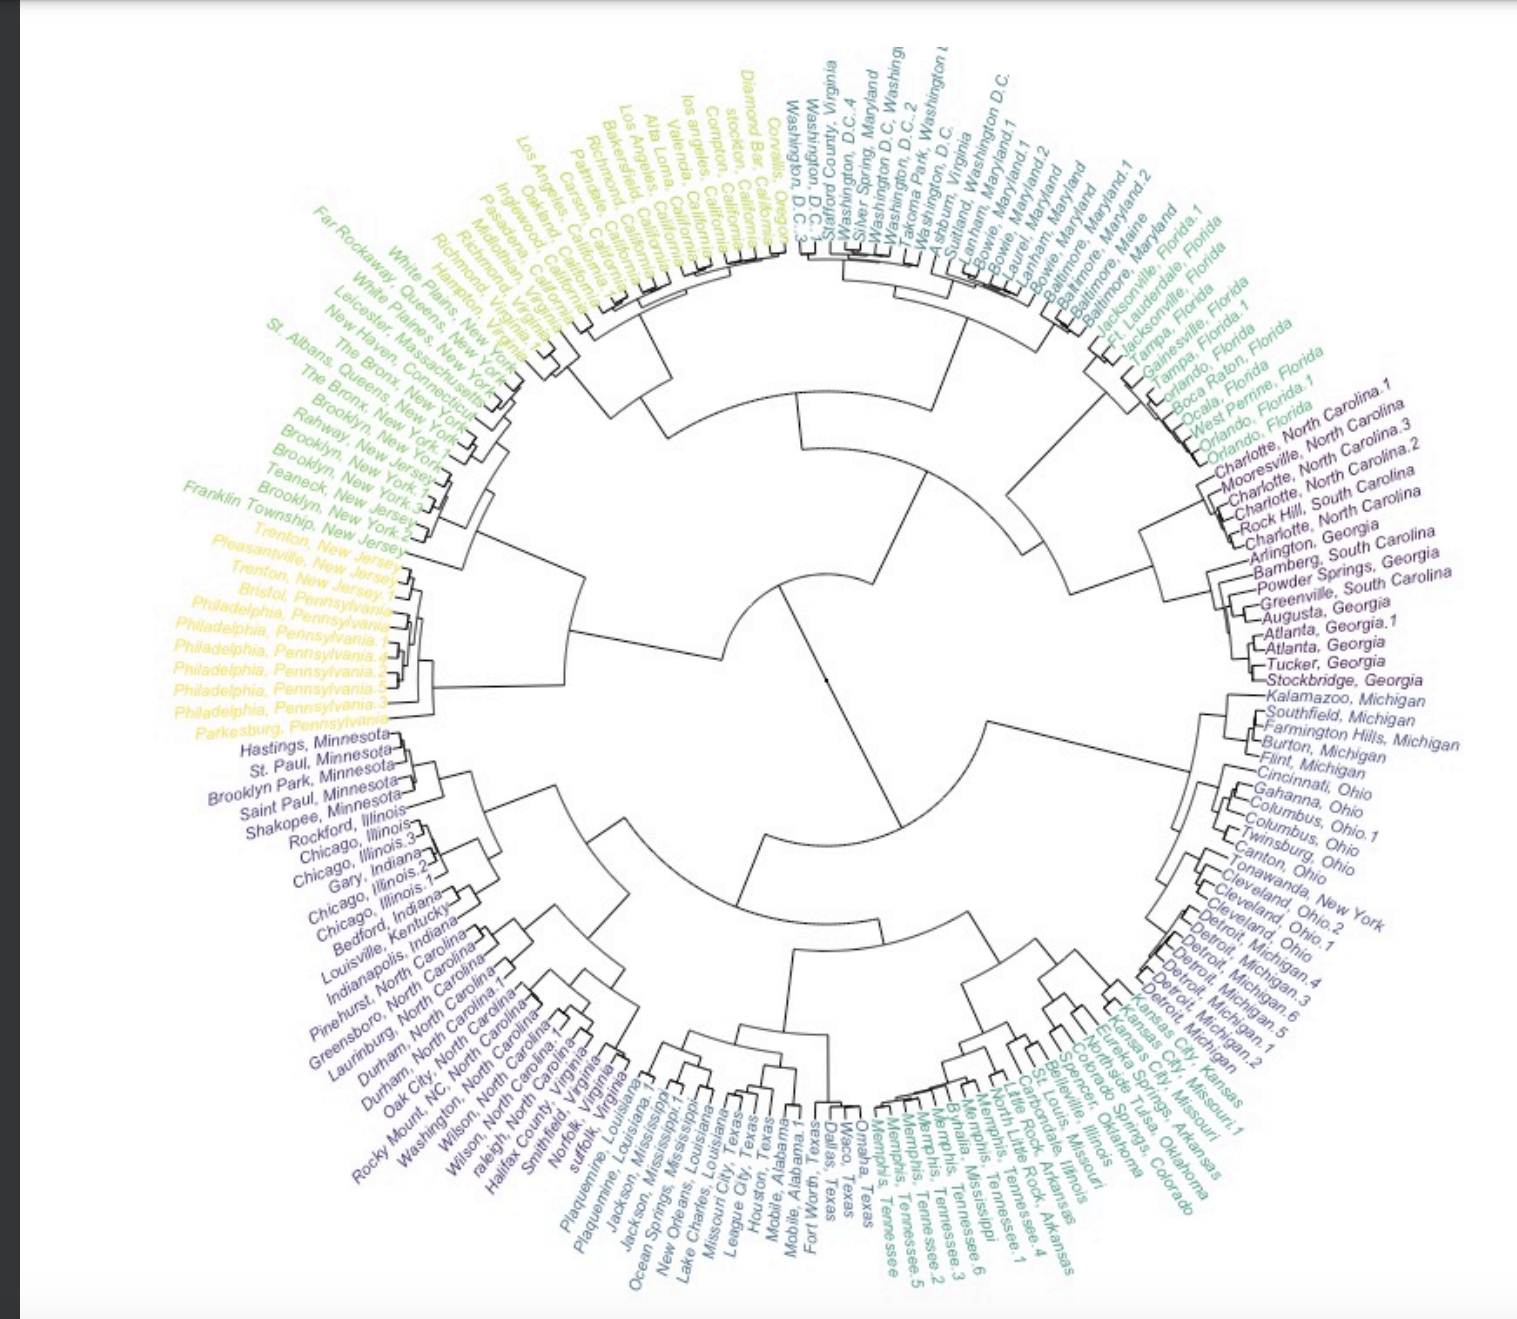 Washington, D.C..3
Washington, D.C..1
Stafford County, Virginia
Washington, D.C..4
Silver Spring, Maryland
Washington D.C, Washing
Washington, D.C..2
Takoma Park, Washington
Washington, D.C.
Ashburn, Virginia
Suitland, Washington D.C.
Lanham, Maryland.1
Bowie, Maryland.1
Bowie, Maryland.2
Laurel, Maryland
Lanham, Maryland
Bowie, Maryland
Baltimore, Maryland.1
Baltimore, Maryland.2
Baltimore, Maine
Baltimore, Maryland
Jacksonville, Florida.1
Ft. Lauderdale, Florida
Jacksonville, Florida
Tampa, Florida
Gainesville, Florida
Tampa, Florida.1
orlando, Florida
Boca Raton, Florida
Ocala, Florida
West Perrine, Florida
Orlando, Florida.1
Orlando, Florida
Charlotte, North Carolina.1
Mooresville, North Carolina
Charlotte, North Carolina.3
Charlotte, North Carolina.2
Rock Hill, South Carolina
Charlotte, North Carolina
Arlington, Georgia
Bamberg, South Carolina
Powder Springs, Georgia
Greenville, South Carolina
Augusta, Georgia
Atlanta, Georgia.1
Atlanta, Georgia
Tucker, Georgia
Stockbridge, Georgia
Kalamazoo, Michigan
Southfield, Michigan
Farmington Hills, Michigan
Burton, Michigan
Flint, Michigan
Cincinnati, Ohio
Gahanna, Ohio
Columbus, Ohio.1
Columbus, Ohio
Twinsburg, Ohio
Canton, Ohio
Tonawanda, New York
Cleveland, Ohio.2
Cleveland, Ohio.1
Cleveland, Ohio
Detroit, Michigan.4
Detroit, Michigan.3
Detroit, Michigan.6
Detroit, Michigan.5
Detroit, Michigan.1
Detroit, Michigan.2
Detroit, Michigan
Kansas City, Kansas
Kansas City, Missouri.1
Kansas City, Missouri
Eureka Springs, Arkansas
Northside Tulsa, Oklahoma
Colorado Springs, Colorado
Spencer, Oklahoma
Belleville, Illinois
St. Louis, Missouri
Carbondale, Illinois
Little Rock, Arkansas
North Little Rock, Arkansas
Memphis, Tennessee.4
Memphis, Tennessee.1
Byhalia, Mississippi
Memphis, Tennessee.6
Memphis, Tennessee.3
Memphis, Tennessee.2
Memphis, Tennessee.5
Memphis, Tennessee
Omaha, Texas
Waco, Texas
Dallas, Texas
Fort Worth, Texas
Mobile, Alabama.1
Mobile, Alabama
Houston, Texas
League City, Texas
Missouri City, Texas
Lake Charles, Louisiana
New Orleans, Louisiana
Ocean Springs, Mississippi
Jackson, Mississippi.1
Jackson, Mississippi
Plaquemine, Louisiana.1
Plaquemine, Louisiana
suffolk, Virginia
Norfolk, Virginia
Smithfield, Virginia
Halifax County, Virginia
raleigh, North Carolina
Wilson, North Carolina.1
Wilson, North Carolina
Washington, North Carolina
Rocky Mount, NC, North Carolina
Oak City, North Carolina
Durham, North Carolina.1
Durham, North Carolina
Laurinburg, North Carolina
Greensboro, North Carolina
Pinehurst, North Carolina
Indianapolis, Indiana
Louisville, Kentucky
Bedford, Indiana
Chicago, Illinois.1
Chicago, Illinois.2
Gary, Indiana
Chicago, Illinois.3
Chicago, Illinois
Rockford, Illinois
Shakopee, Minnesota
Saint Paul, Minnesota
Brooklyn Park, Minnesota
St. Paul, Minnesota
Hastings, Minnesota
Parkesburg, Pennsylvania
Philadelphia, Pennsylvania.3
Philadelphia, Pennsylvania.5
Philadelphia, Pennsylvania.2
Philadelphia, Pennsylvania.4
Philadelphia, Pennsylvania.1
Philadelphia, Pennsylvania
Bristol, Pennsylvania
Trenton, New Jersey.1
Pleasantville, New Jersey
Trenton, New Jersey
Franklin Township, New Jersey
Brooklyn, New York.2
Teaneck, New Jersey
Brooklyn, New York.3
Brooklyn, New York.1
Rahway, New Jersey
Brooklyn, New York
The Bronx, New York.1
St. Albans, Queens, New York
The Bronx, New York
New Haven, Connecticut
Leicester, Massachusetts
White Plaines, New York
Far Rockaway, Queens, New York
White Plains, New York
Hampton, Virginia
Richmond, Virginia
Richmond, Virginia
Midlothian, Virginia
Pasadena, California
Inglewood, California
Oakland, California
Los Angeles, California
Carson, California
Palmdale, California
Richmond, California
Bakersfield, California
Los Angeles, California
Alta Loma, California
Valencia, California
los angeles, California
Compton, California
stockton, California
Diamond Bar, California
Corvallis, Oregon